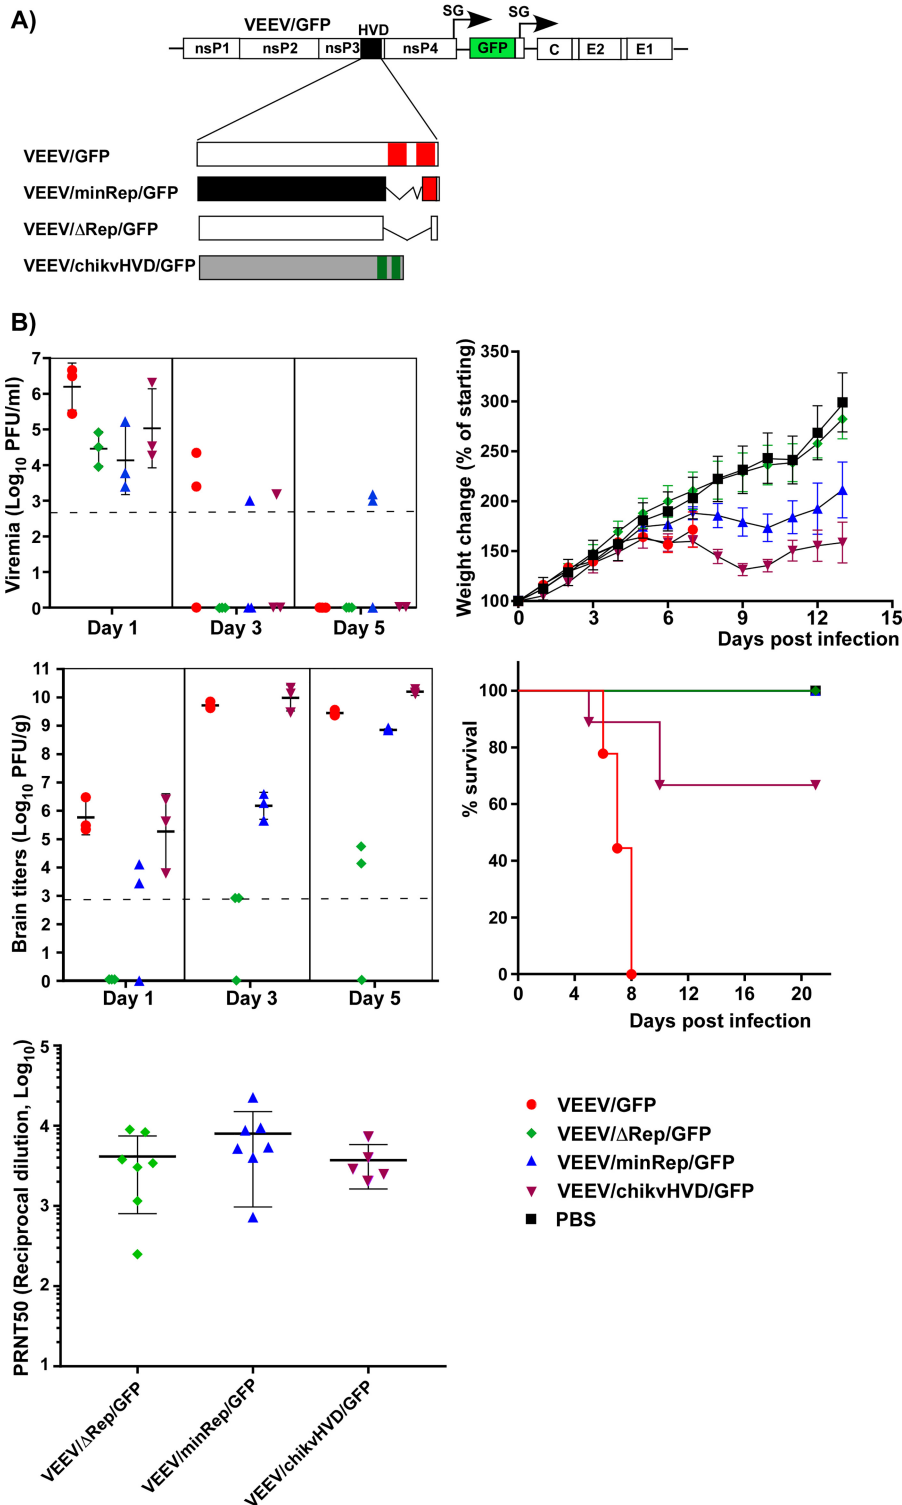 A)
VEEV/GFP
HVD
SG
SG
nsP1
nsP2
nsP3
nsP4
GFP
C
E2
E1
VEEV/GFP
VEEV/minRep/GFP
VEEV/ΔRep/GFP
VEEV/chikvHVD/GFP
B)
Viremia (Log10 PFU/ml)
7
6
5
4
3
2
1
0
Day 1
Day 3
Day 5
Weight change (% of starting)
350
300
250
200
150
100
0
3
6
9
12
15
Days post infection
Brain titers (Log10 PFU/g)
11
10
9
8
7
6
5
4
3
2
1
0
Day 1
Day 3
Day 5
% survival
100
80
60
40
20
0
0
4
8
12
16
20
Days post infection
PRNT50 (Reciprocal dilution, Log10)
5
4
3
2
1
VEEV/ΔRep/GFP
VEEV/minRep/GFP
VEEV/chikvHVD/GFP
VEEV/GFP
VEEV/ΔRep/GFP
VEEV/minRep/GFP
VEEV/chikvHVD/GFP
PBS